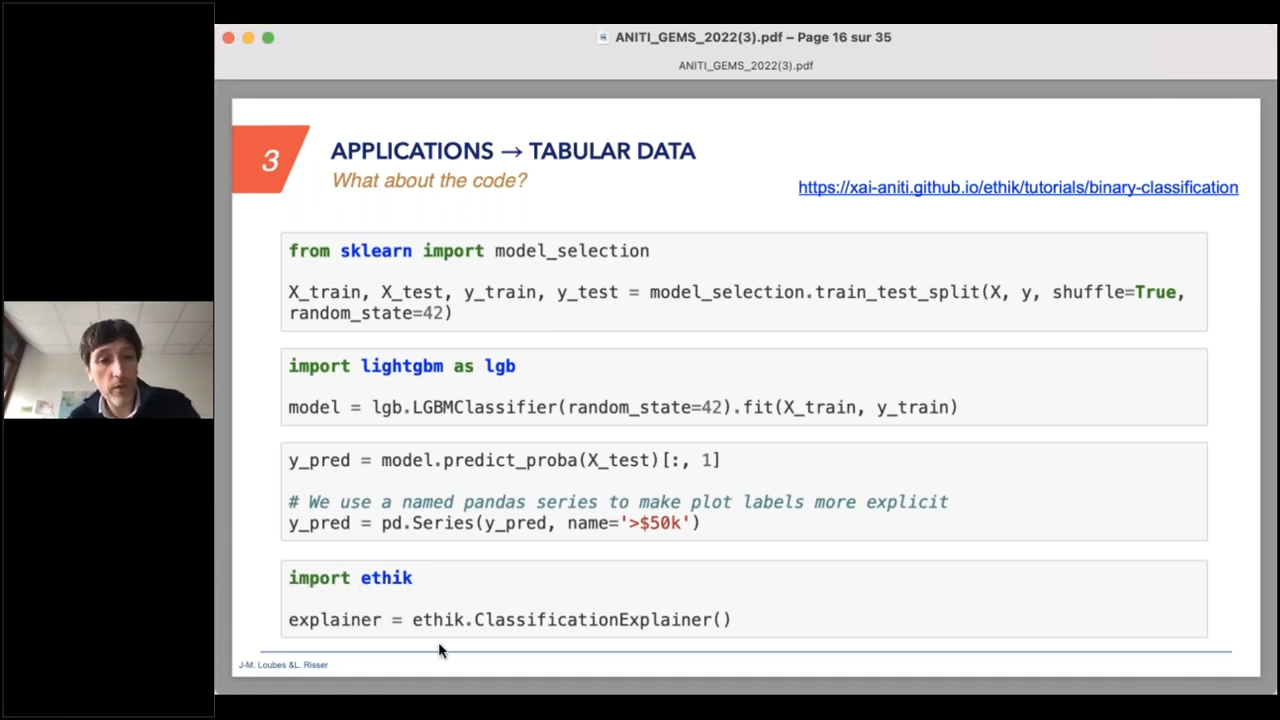 ANITI_GEMS_2022(3).pdf – Page 16 sur 35
ANITI_GEMS_2022(3).pdf
3
APPLICATIONS → TABULAR DATA
What about the code?
https://xai-aniti.github.io/ethik/tutorials/binary-classification
from sklearn import model_selection
X_train, X_test, y_train, y_test = model_selection.train_test_split(X, y, shuffle=True,
random_state=42)
import lightgbm as lgb
model = lgb.LGBMClassifier(random_state=42).fit(X_train, y_train)
y_pred = model.predict_proba(X_test)[:, 1]
# We use a named pandas series to make plot labels more explicit
y_pred = pd.Series(y_pred, name='>$50k')
import ethik
explainer = ethik.ClassificationExplainer()
J-M. Loubes &L. Risser